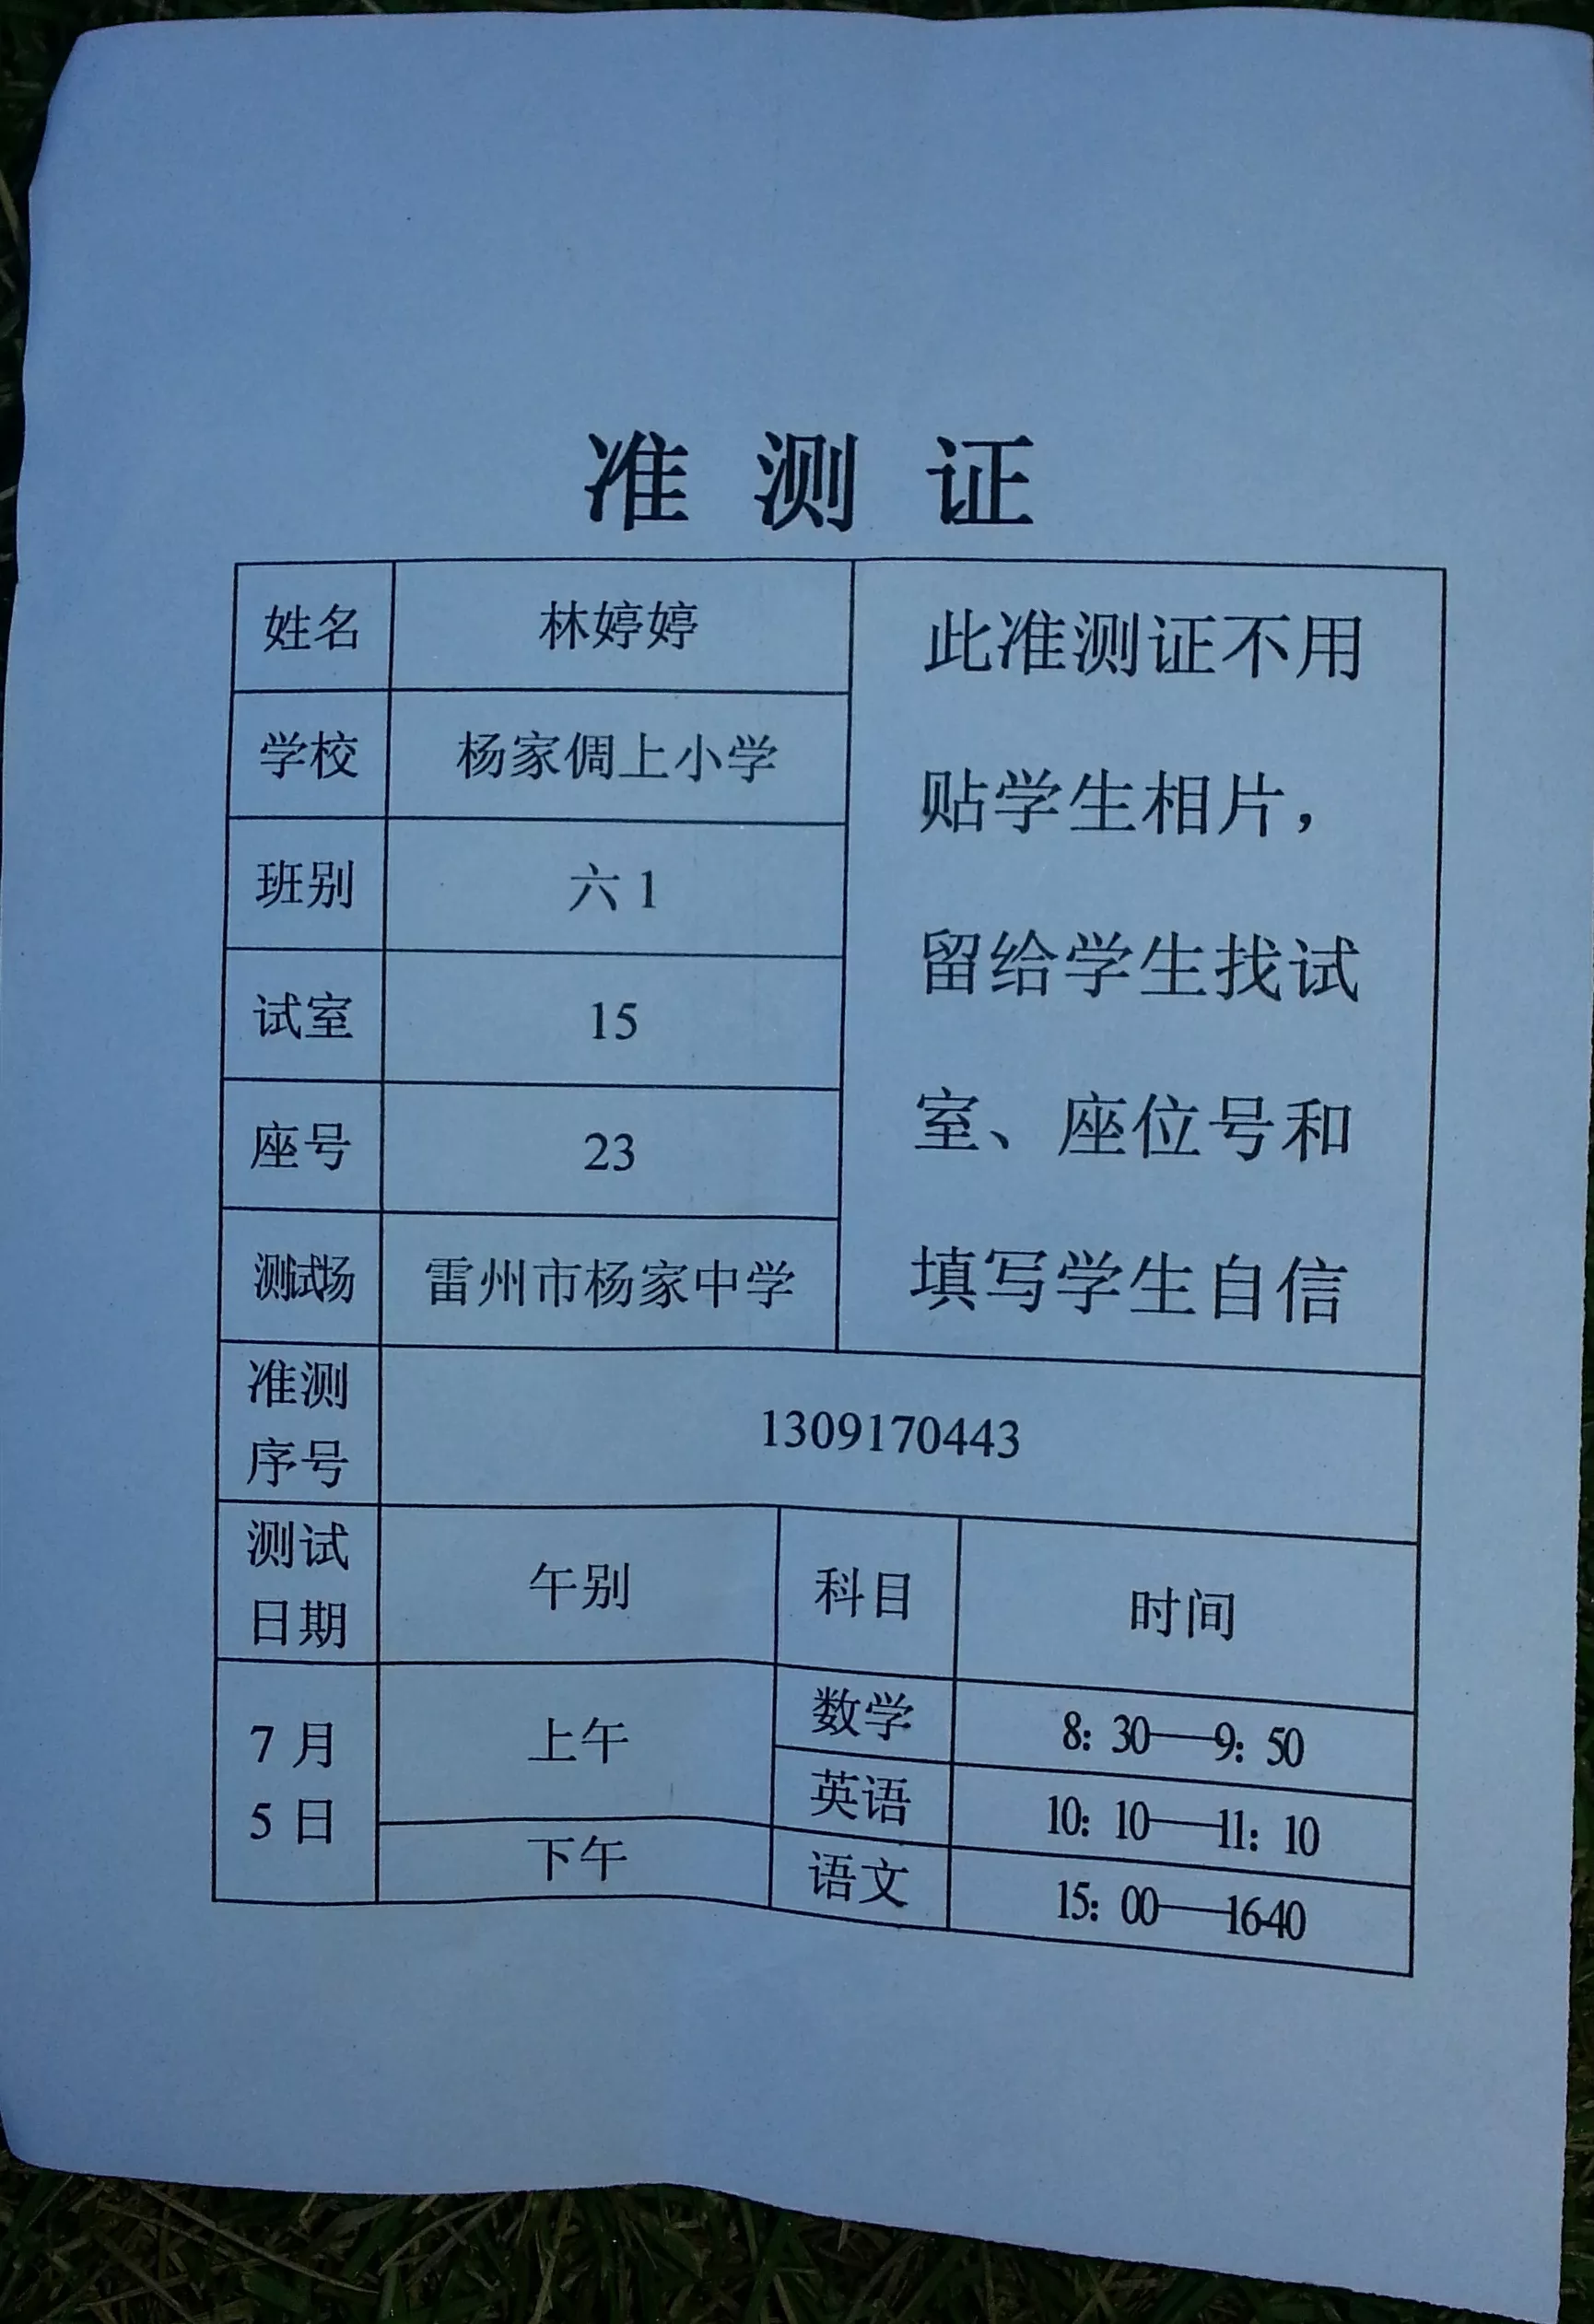 准测证
姓名 林婷婷
学校 杨家倜上小学
班别 六1
试室 15
座号 23
测试场 雷州市杨家中学
此准测证不用
贴学生相片，
留给学生找试
室、座位号和
填写学生自信
准测
序号
1309170443
测试
日期
午别 科目 时间
7月
5日
上午
数学 8：30——9：50
英语 10：10——11：10
下午 语文 15：00——1640